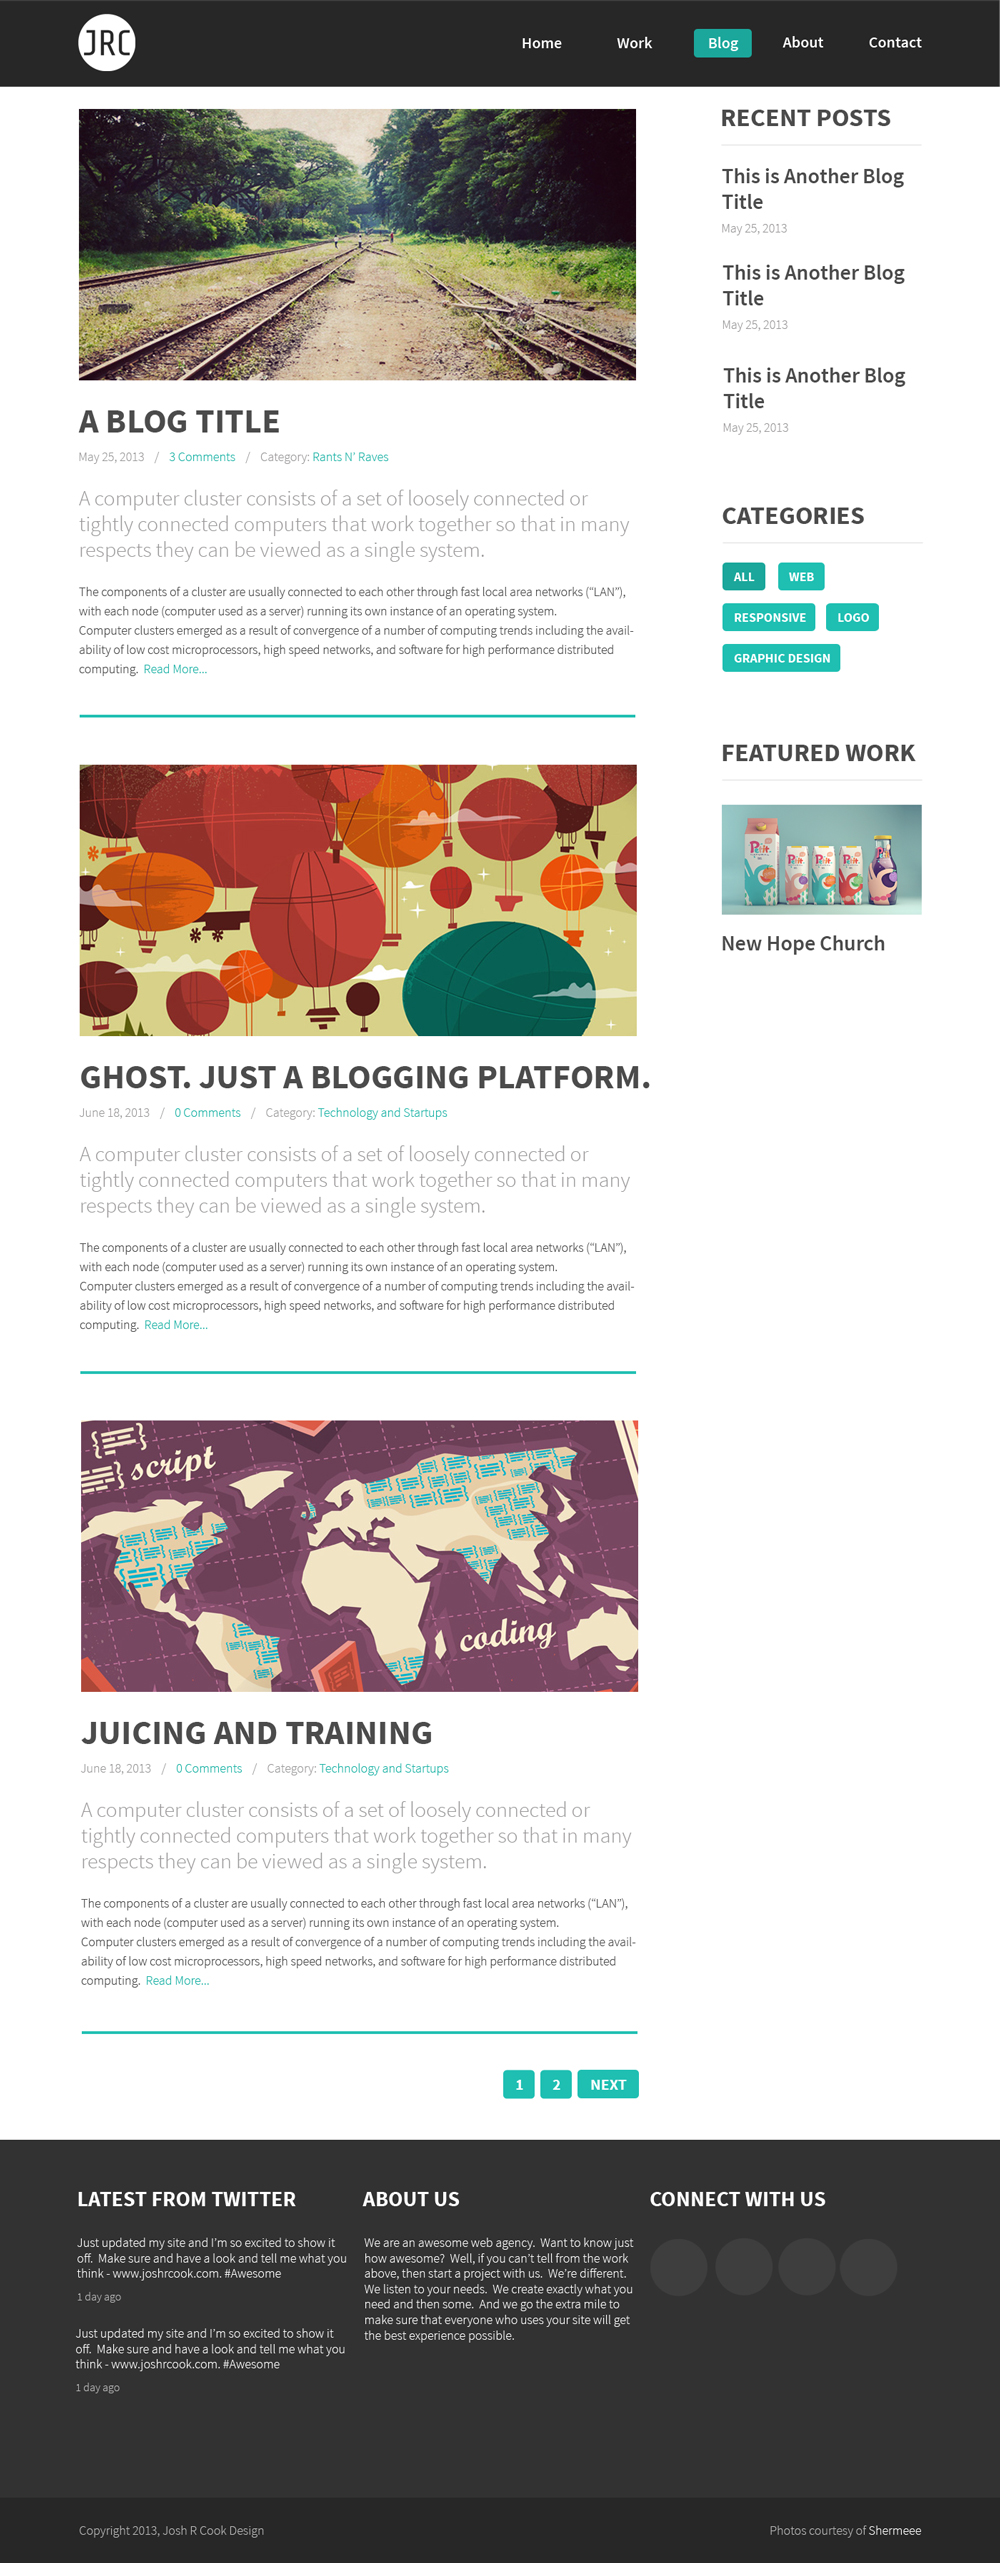 JRC
Home
Work
Blog
About
Contact
A BLOG TITLE
May 25, 2013 / 3 Comments / Category: Rants N’ Raves
A computer cluster consists of a set of loosely connected or
tightly connected computers that work together so that in many
respects they can be viewed as a single system.
The components of a cluster are usually connected to each other through fast local area networks (“LAN”),
with each node (computer used as a server) running its own instance of an operating system.
Computer clusters emerged as a result of convergence of a number of computing trends including the avail-
ability of low cost microprocessors, high speed networks, and software for high performance distributed
computing. Read More...
GHOST. JUST A BLOGGING PLATFORM.
June 18, 2013 / 0 Comments / Category: Technology and Startups
A computer cluster consists of a set of loosely connected or
tightly connected computers that work together so that in many
respects they can be viewed as a single system.
The components of a cluster are usually connected to each other through fast local area networks (“LAN”),
with each node (computer used as a server) running its own instance of an operating system.
Computer clusters emerged as a result of convergence of a number of computing trends including the avail-
ability of low cost microprocessors, high speed networks, and software for high performance distributed
computing. Read More...
script
coding
JUICING AND TRAINING
June 18, 2013 / 0 Comments / Category: Technology and Startups
A computer cluster consists of a set of loosely connected or
tightly connected computers that work together so that in many
respects they can be viewed as a single system.
The components of a cluster are usually connected to each other through fast local area networks (“LAN”),
with each node (computer used as a server) running its own instance of an operating system.
Computer clusters emerged as a result of convergence of a number of computing trends including the avail-
ability of low cost microprocessors, high speed networks, and software for high performance distributed
computing. Read More...
1
2
NEXT
RECENT POSTS
This is Another Blog
Title
May 25, 2013
This is Another Blog
Title
May 25, 2013
This is Another Blog
Title
May 25, 2013
CATEGORIES
ALL
WEB
RESPONSIVE
LOGO
GRAPHIC DESIGN
FEATURED WORK
New Hope Church
LATEST FROM TWITTER
Just updated my site and I’m so excited to show it
off. Make sure and have a look and tell me what you
think - www.joshrcook.com. #Awesome
1 day ago
Just updated my site and I’m so excited to show it
off. Make sure and have a look and tell me what you
think - www.joshrcook.com. #Awesome
1 day ago
ABOUT US
We are an awesome web agency. Want to know just
how awesome? Well, if you can’t tell from the work
above, then start a project with us. We’re different.
We listen to your needs. We create exactly what you
need and then some. And we go the extra mile to
make sure that everyone who uses your site will get
the best experience possible.
CONNECT WITH US
Copyright 2013, Josh R Cook Design
Photos courtesy of Shermeee